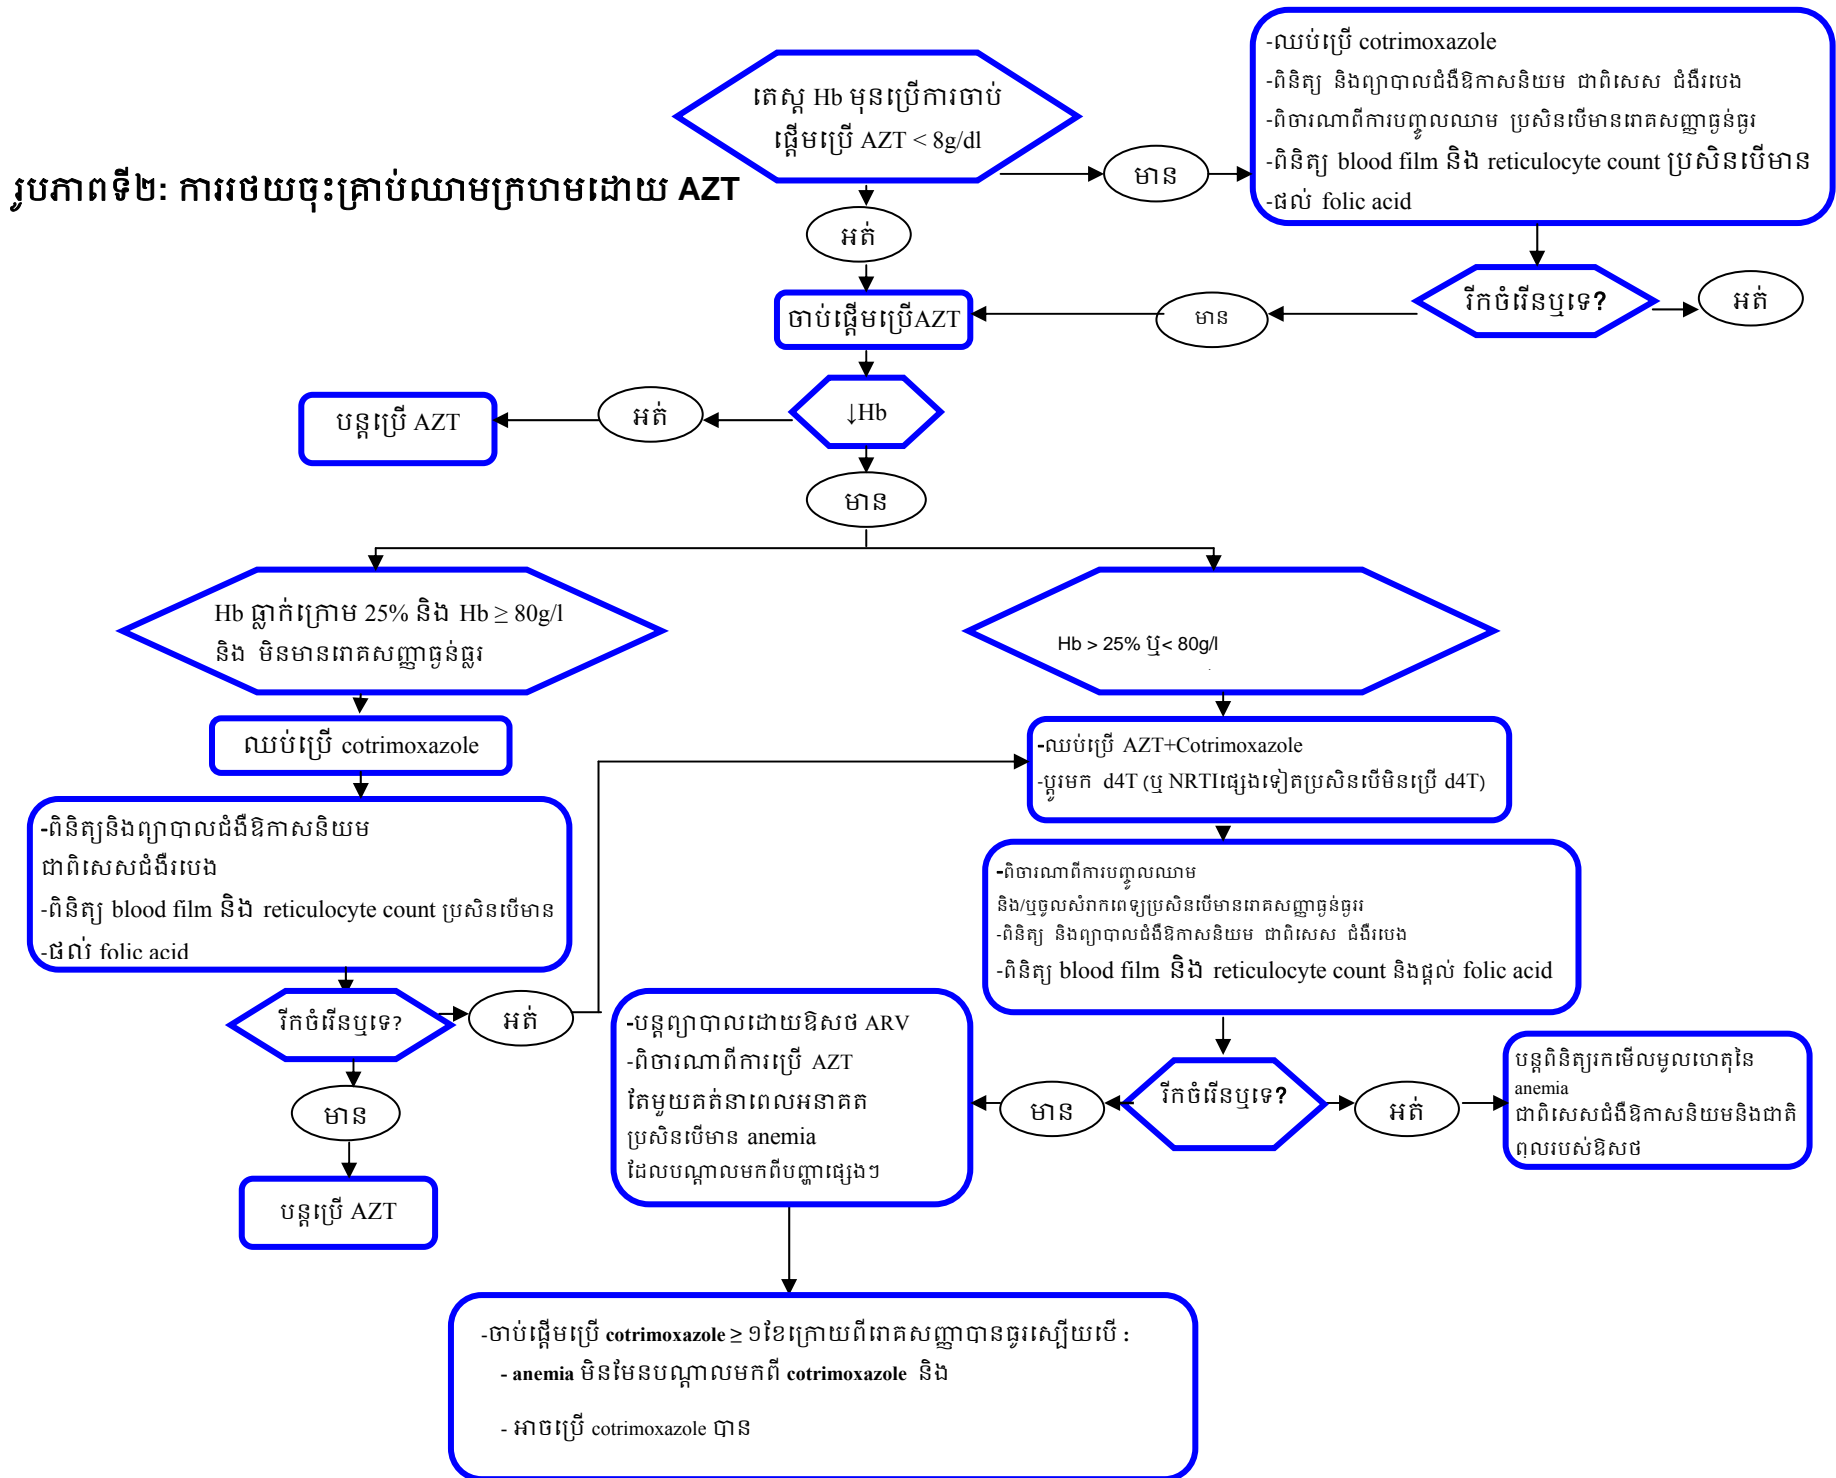 តេស្ត Hb មុនប្រើការចាប់
ផ្តើមប្រើ AZT < 8g/dl
-ឈប់ប្រើ cotrimoxazole
-ពិនិត្យ និងព្យាបាលជំងឺឱកាសនិយម ជាពិសេស ជំងឺរបេង
-ពិចារណាពីការបញ្ចូលឈាម ប្រសិនបើមានរោគសញ្ញាធ្ងន់ធ្ងរ
-ពិនិត្យ blood film និង reticulocyte count ប្រសិនបើមាន
-ផល់ folic acid
មាន
រូបភាពទី២: ការរថយចុះគ្រាប់ឈាមក្រហមដោយ AZT
អត់
រីកចំរើនឬទេ?
អត់
មាន
ចាប់ផ្តើមប្រើAZT
↓Hb
អត់
បន្តប្រើ AZT
មាន
Hb ធ្លាក់ក្រោម 25% និង Hb ≥ 80g/l
និង មិនមានរោគសញ្ញាធ្ងន់ធ្លរ
Hb > 25% ឬ< 80g/l
ឈប់ប្រើ cotrimoxazole
-ឈប់ប្រើ AZT+Cotrimoxazole
-ប្តូរមក d4T (ឬ NRTIផ្សេងទៀតប្រសិនបើមិនប្រើ d4T)
-ពិនិត្យនិងព្យាបាលជំងឺឱកាសនិយម
ជាពិសេសជំងឺរបេង
-ពិនិត្យ blood film និង reticulocyte count ប្រសិនបើមាន
-ផល់ folic acid
-ពិចារណាពីការបញ្ចូលឈាម
និង/ឬចូលសំរាកពេទ្យប្រសិនបើមានរោគសញ្ញាធ្ងន់ធ្ងររ
-ពិនិត្យ និងព្យាបាលជំងឺឱកាសនិយម ជាពិសេស ជំងឺរបេង
-ពិនិត្យ blood film និង reticulocyte count និងផ្តល់ folic acid
រីកចំរើនឬទេ?
អត់
មាន
បន្តប្រើ AZT
-បន្តព្យាបាលដោយឱសថ ARV
-ពិចារណាពីការប្រើ AZT
តែមួយគត់នាពេលអនាគត
ប្រសិនបើមាន anemia
ដែលបណ្តាលមកពីបញ្ហាផ្សេងៗ
មាន
រីកចំរើនឬទេ?
អត់
បន្តពិនិត្យរកមើលមូលហេតុនៃ
anemia
ជាពិសេសជំងឺឱកាសនិយមនិងជាតិ
ពុលរបស់ឱសថ
-ចាប់ផ្តើមប្រើ cotrimoxazole ≥ ១ខែក្រោយពីរោគសញ្ញាបានធូរស្បើយបើ :
- anemia មិនមែនបណ្តាលមកពី cotrimoxazole និង
- អាចប្រើ cotrimoxazole បាន